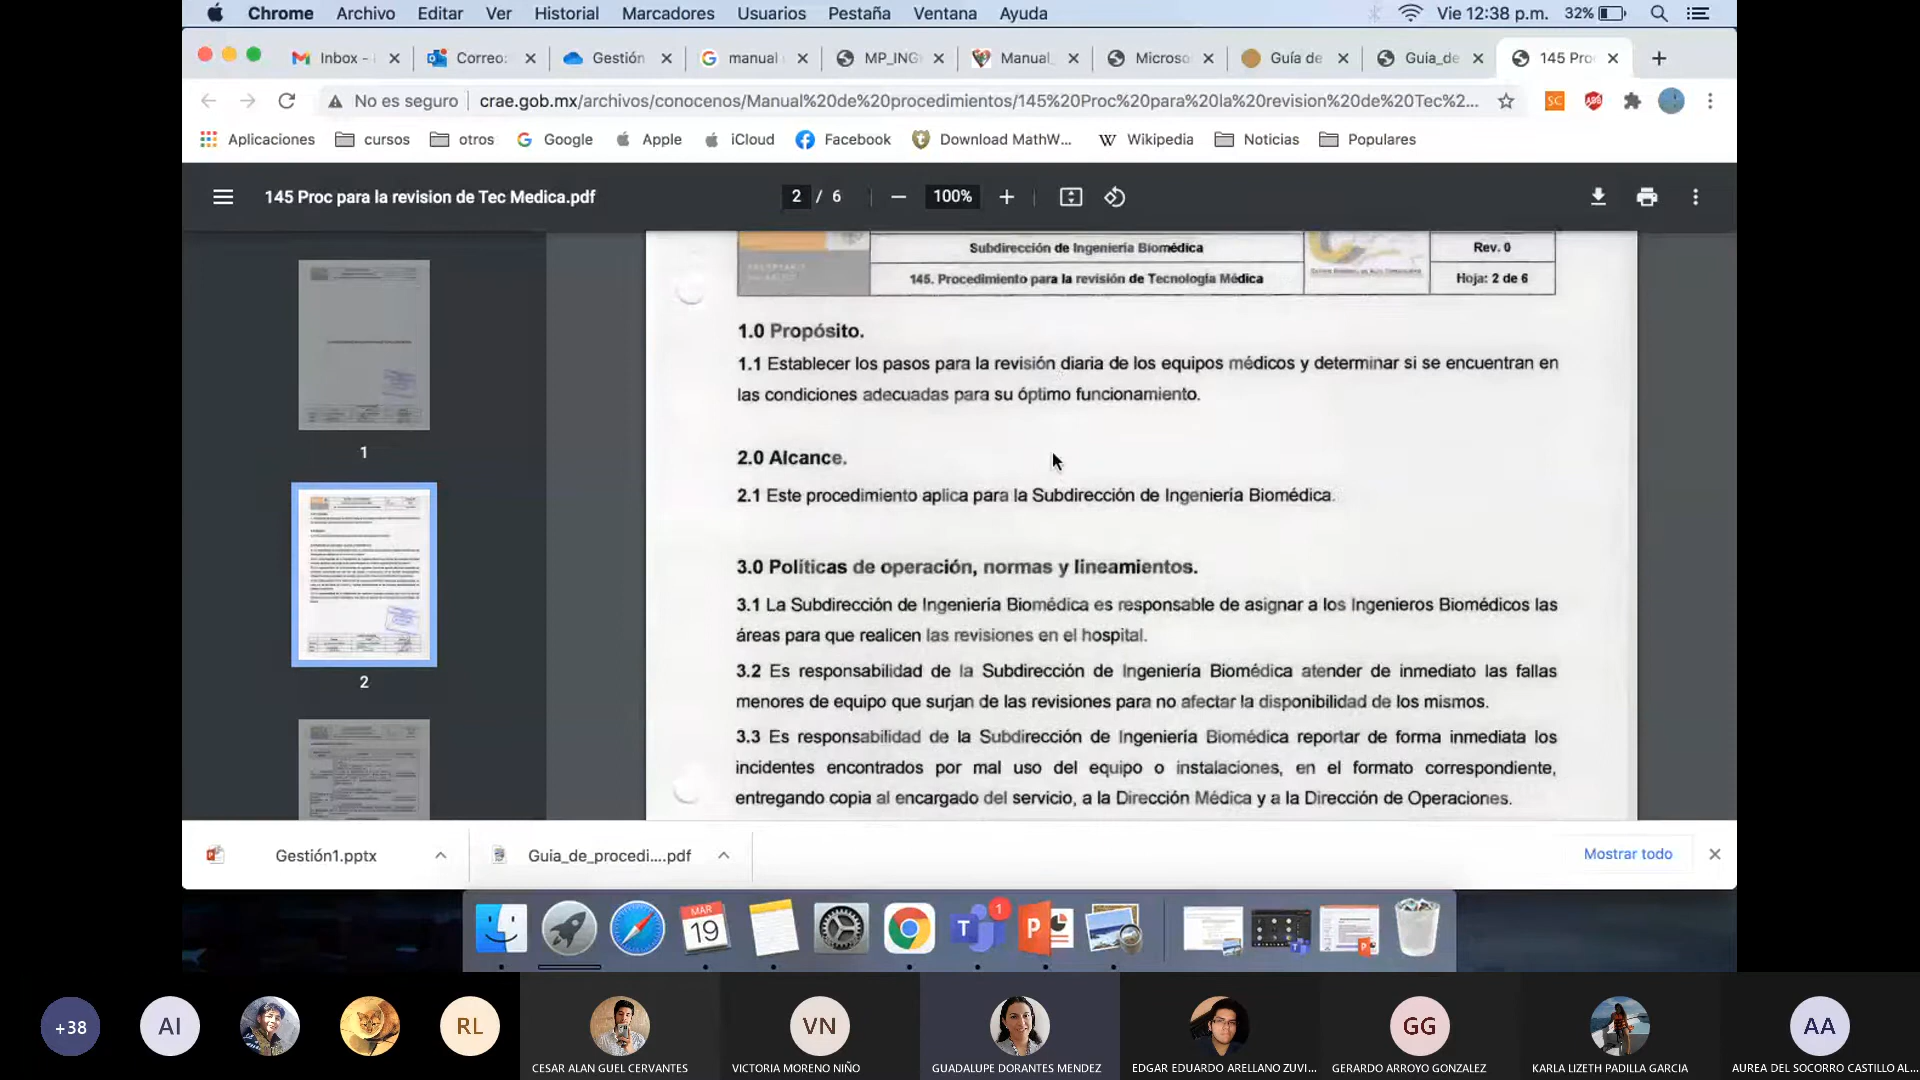 Chrome Archivo Editar Ver Historial Marcadores Usuarios Pestaña Ventana Ayuda Vie 12:38 p.m. 32%
Inbox - Correo: Gestión manual MP_ING Manual_ Microso Guía de Guia_de 145 Pro
No es seguro crae.gob.mx/archivos/conocenos/Manual%20de%20procedimientos/145%20Proc%20para%20la%20revision%20de%20Tec%2... SC
Aplicaciones cursos otros Google Apple iCloud Facebook Download MathW... Wikipedia Noticias Populares
145 Proc para la revision de Tec Medica.pdf 2 / 6 100%
Subdirección de Ingeniería Biomédica Rev. 0
145. Procedimiento para la revisión de Tecnología Médica Hoja: 2 de 6
1.0 Propósito.
1.1 Establecer los pasos para la revisión diaria de los equipos médicos y determinar si se encuentran en
las condiciones adecuadas para su óptimo funcionamiento.
2.0 Alcance.
2.1 Este procedimiento aplica para la Subdirección de Ingeniería Biomédica.
3.0 Políticas de operación, normas y lineamientos.
3.1 La Subdirección de Ingeniería Biomédica es responsable de asignar a los Ingenieros Biomédicos las
áreas para que realicen las revisiones en el hospital.
3.2 Es responsabilidad de la Subdirección de Ingeniería Biomédica atender de inmediato las fallas
menores de equipo que surjan de las revisiones para no afectar la disponibilidad de los mismos.
3.3 Es responsabilidad de la Subdirección de Ingeniería Biomédica reportar de forma inmediata los
incidentes encontrados por mal uso del equipo o instalaciones, en el formato correspondiente,
entregando copia al encargado del servicio, a la Dirección Médica y a la Dirección de Operaciones.
1
2
Gestión1.pptx Guia_de_procedi....pdf Mostrar todo
MAR
19
1
+38 AI RL VN GG AA
CESAR ALAN GUEL CERVANTES VICTORIA MORENO NIÑO GUADALUPE DORANTES MENDEZ EDGAR EDUARDO ARELLANO ZUVI... GERARDO ARROYO GONZALEZ KARLA LIZETH PADILLA GARCIA AUREA DEL SOCORRO CASTILLO AL...